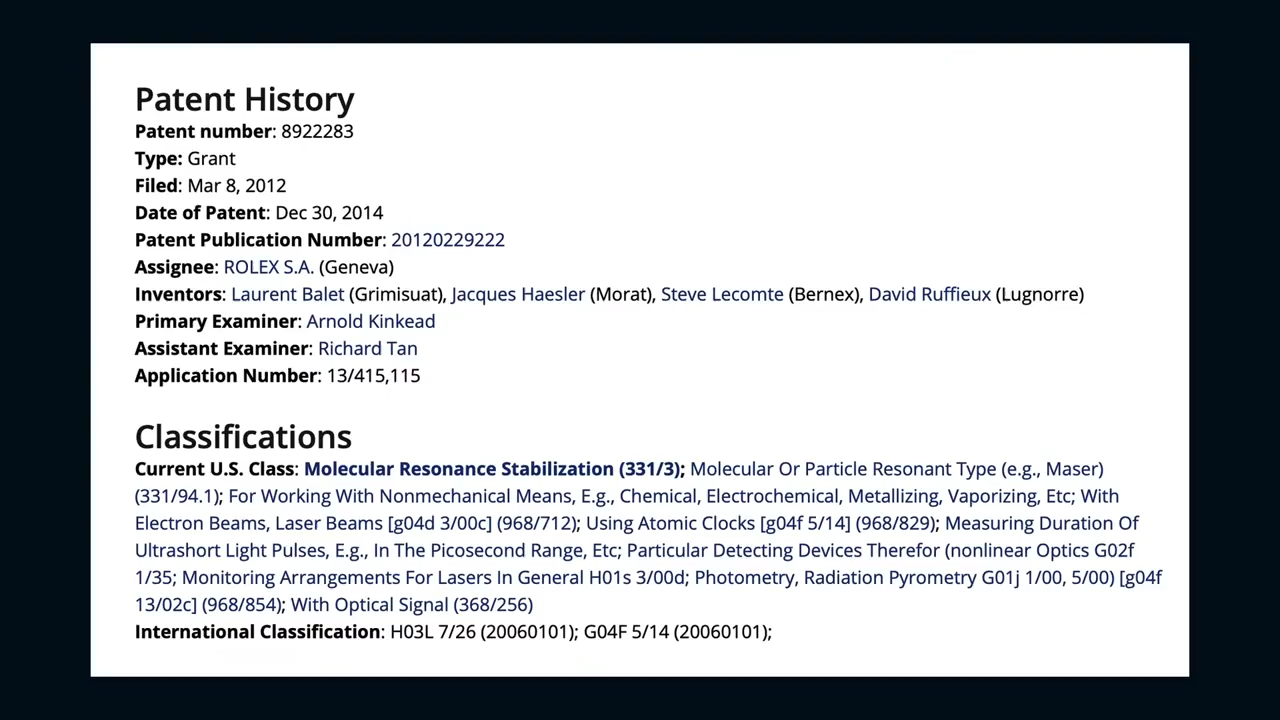 Patent History
Patent number: 8922283
Type: Grant
Filed: Mar 8, 2012
Date of Patent: Dec 30, 2014
Patent Publication Number: 20120229222
Assignee: ROLEX S.A. (Geneva)
Inventors: Laurent Balet (Grimisuat), Jacques Haesler (Morat), Steve Lecomte (Bernex), David Ruffieux (Lugnorre)
Primary Examiner: Arnold Kinkead
Assistant Examiner: Richard Tan
Application Number: 13/415,115
Classifications
Current U.S. Class: Molecular Resonance Stabilization (331/3); Molecular Or Particle Resonant Type (e.g., Maser)
(331/94.1); For Working With Nonmechanical Means, E.g., Chemical, Electrochemical, Metallizing, Vaporizing, Etc; With
Electron Beams, Laser Beams [g04d 3/00c] (968/712); Using Atomic Clocks [g04f 5/14] (968/829); Measuring Duration Of
Ultrashort Light Pulses, E.g., In The Picosecond Range, Etc; Particular Detecting Devices Therefor (nonlinear Optics G02f
1/35; Monitoring Arrangements For Lasers In General H01s 3/00d; Photometry, Radiation Pyrometry G01j 1/00, 5/00) [g04f
13/02c] (968/854); With Optical Signal (368/256)
International Classification: H03L 7/26 (20060101); G04F 5/14 (20060101);